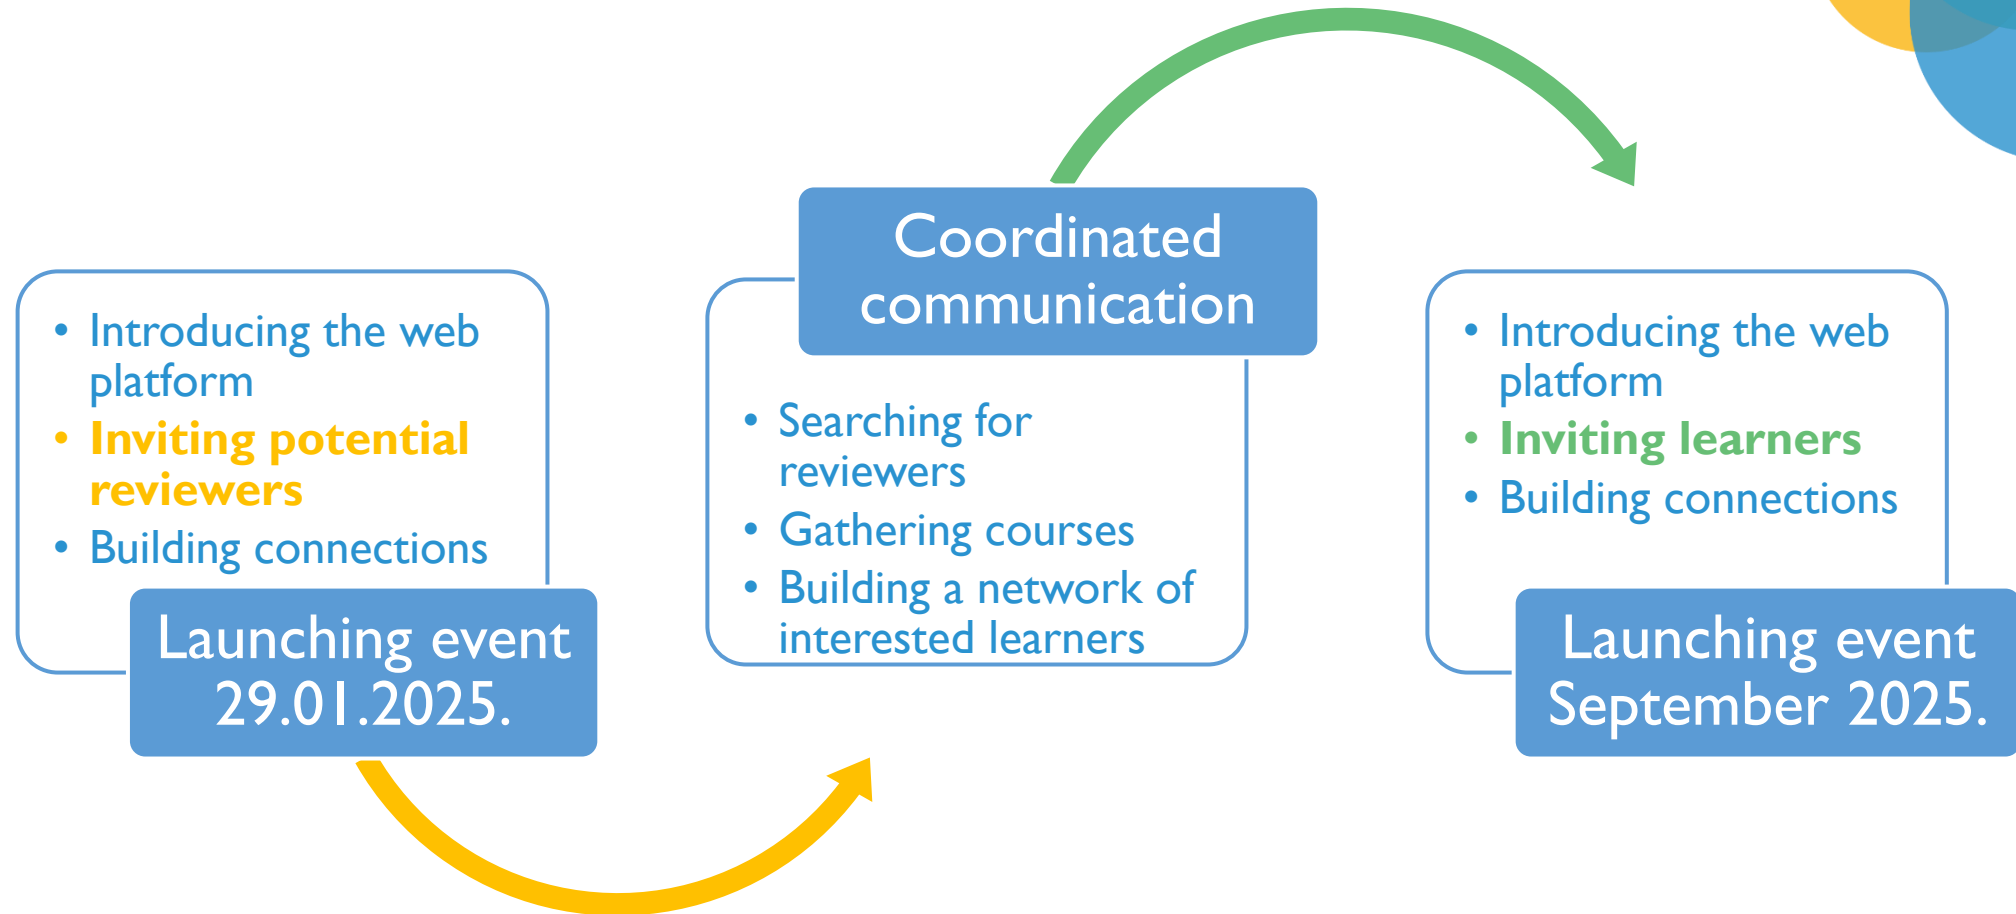 • Introducing the web
platform
• Inviting potential
reviewers
• Building connections
Launching event
29.01.2025.
Coordinated
communication
• Searching for
reviewers
• Gathering courses
• Building a network of
interested learners
• Introducing the web
platform
• Inviting learners
• Building connections
Launching event
September 2025.